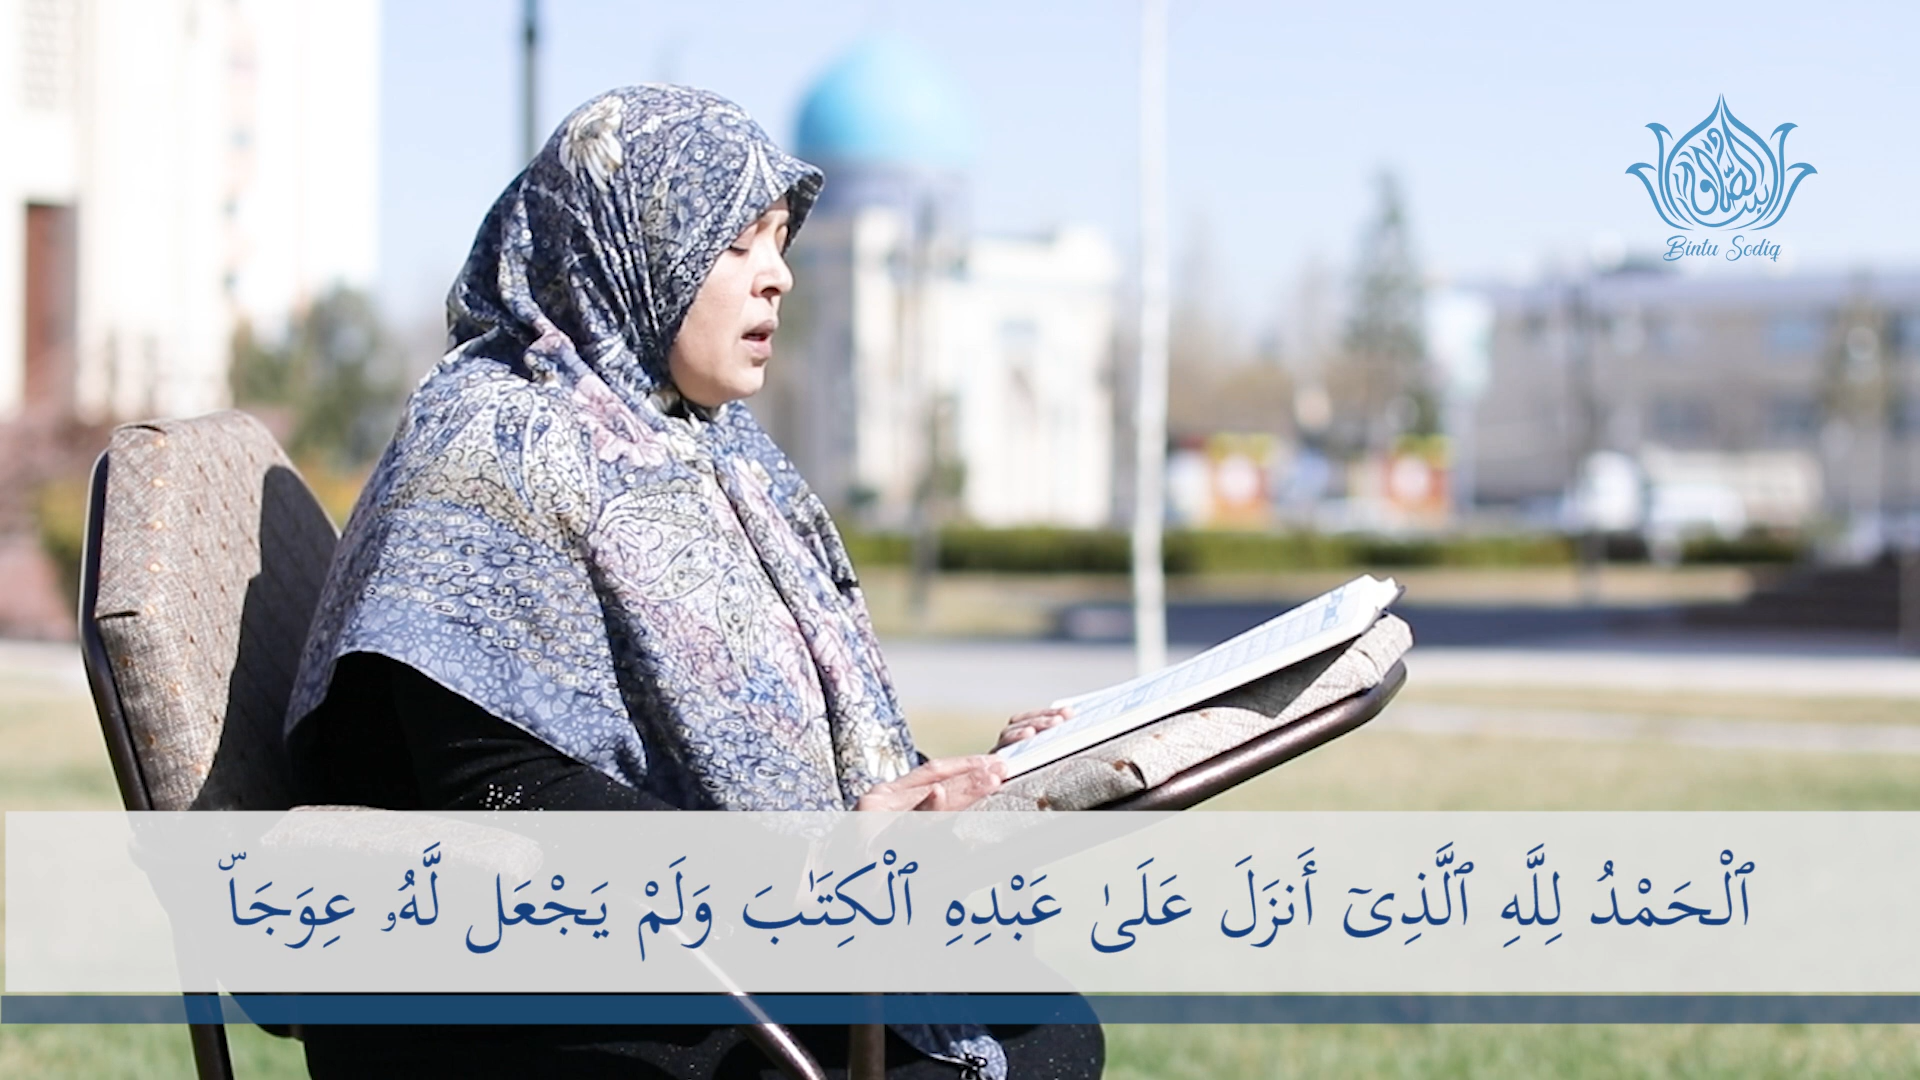 Bintu Sodiq
ٱلْحَمْدُ لِلَّهِ ٱلَّذِىٓ أَنزَلَ عَلَىٰ عَبْدِهِ ٱلْكِتَـٰبَ وَلَمْ يَجْعَل لَّهُۥ عِوَجَاۜ